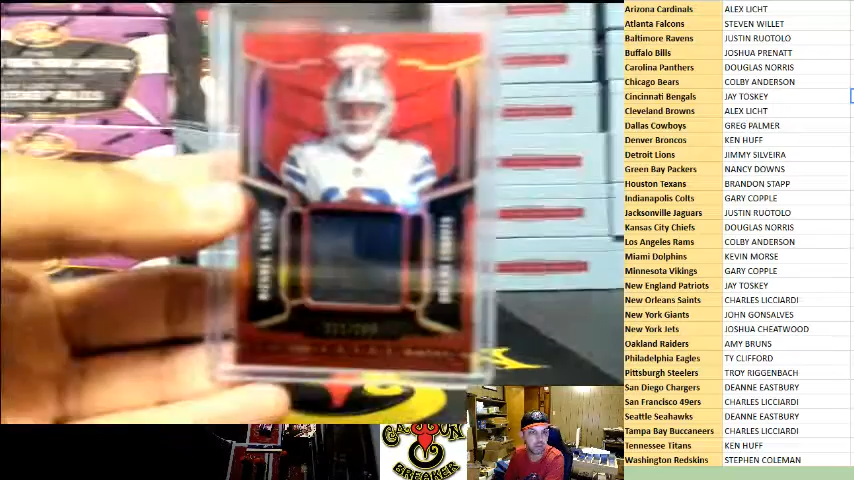 Arizona Cardinals ALEX LICHT
Atlanta Falcons STEVEN WILLET
Baltimore Ravens JUSTIN RUOTOLO
Buffalo Bills JOSHUA PRENATT
Carolina Panthers DOUGLAS NORRIS
Chicago Bears COLBY ANDERSON
Cincinnati Bengals JAY TOSKEY
Cleveland Browns ALEX LICHT
Dallas Cowboys GREG PALMER
Denver Broncos KEN HUFF
Detroit Lions JIMMY SILVEIRA
Green Bay Packers NANCY DOWNS
Houston Texans BRANDON STAPP
Indianapolis Colts GARY COPPLE
Jacksonville Jaguars JUSTIN RUOTOLO
Kansas City Chiefs DOUGLAS NORRIS
Los Angeles Rams COLBY ANDERSON
Miami Dolphins KEVIN MORSE
Minnesota Vikings GARY COPPLE
New England Patriots JAY TOSKEY
New Orleans Saints CHARLES LICCIARDI
New York Giants JOHN GONSALVES
New York Jets JOSHUA CHEATWOOD
Oakland Raiders AMY BRUNS
Philadelphia Eagles TY CLIFFORD
Pittsburgh Steelers TROY RIGGENBACH
San Diego Chargers DEANNE EASTBURY
San Francisco 49ers CHARLES LICCIARDI
Seattle Seahawks DEANNE EASTBURY
Tampa Bay Buccaneers CHARLES LICCIARDI
Tennessee Titans KEN HUFF
Washington Redskins STEPHEN COLEMAN
BREAKER